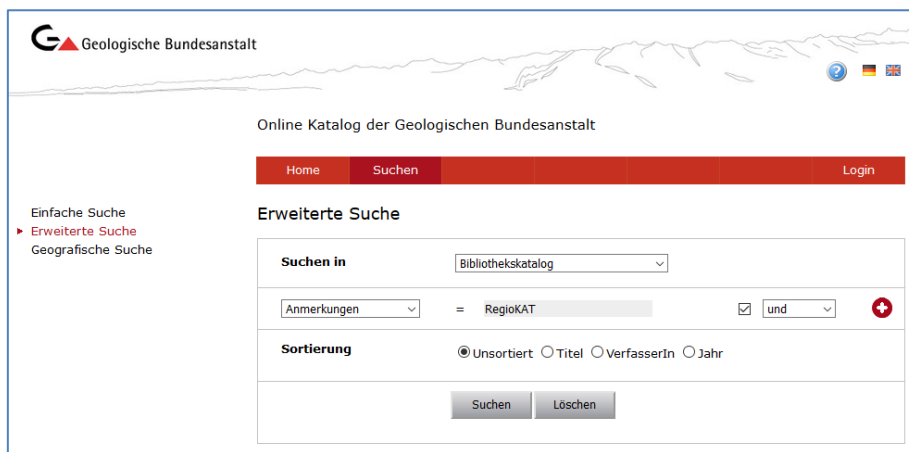 Geologische Bundesanstalt
?
Online Katalog der Geologischen Bundesanstalt
Home Suchen Login
Einfache Suche
Erweiterte Suche
Geografische Suche
Erweiterte Suche
Suchen in Bibliothekskatalog
Anmerkungen = RegioKAT und
Sortierung Unsortiert Titel VerfasserIn Jahr
Suchen Löschen